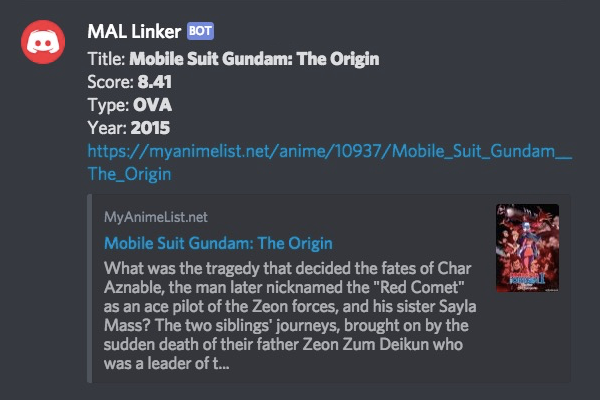 MAL Linker BOT
Title: Mobile Suit Gundam: The Origin
Score: 8.41
Type: OVA
Year: 2015
https://myanimelist.net/anime/10937/Mobile_Suit_Gundam__
The_Origin
MyAnimeList.net
Mobile Suit Gundam: The Origin
What was the tragedy that decided the fates of Char
Aznable, the man later nicknamed the "Red Comet"
as an ace pilot of the Zeon forces, and his sister Sayla
Mass? The two siblings' journeys, brought on by the
sudden death of their father Zeon Zum Deikun who
was a leader of t...